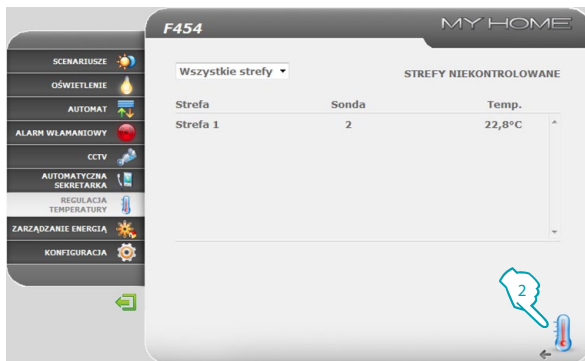 F454
MY HOME
SCENARIUSZE
OŚWIETLENIE
AUTOMAT
ALARM WŁAMANIOWY
CCTV
AUTOMATYCZNA
SEKRETARKA
REGULACJA
TEMPERATURY
ZARZĄDZANIE ENERGIĄ
KONFIGURACJA
Wszystkie strefy
STREFY NIEKONTROLOWANE
Strefa Sonda Temp.
Strefa 1 2 22,8°C
2